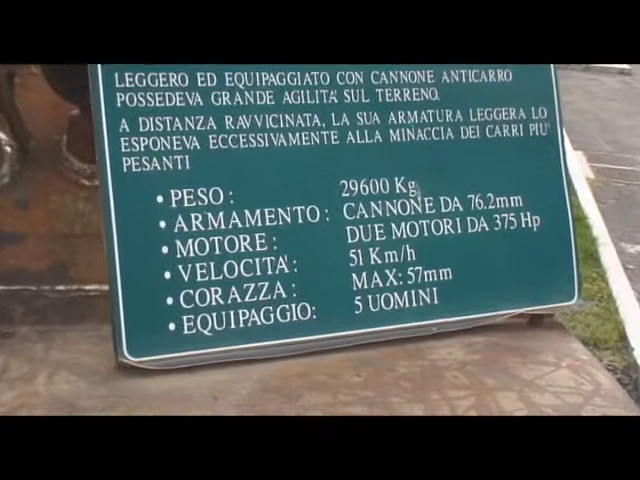 LEGGERO ED EQUIPAGGIATO CON CANNONE ANTICARRO
POSSEDEVA GRANDE AGILITA' SUL TERRENO.
A DISTANZA RAVVICINATA, LA SUA ARMATURA LEGGERA LO
ESPONEVA ECCESSIVAMENTE ALLA MINACCIA DEI CARRI PIU'
PESANTI
• PESO: 29600 Kg
• ARMAMENTO: CANNONE DA 76.2mm
• MOTORE: DUE MOTORI DA 375 Hp
• VELOCITA': 51 Km/h
• CORAZZA: MAX: 57mm
• EQUIPAGGIO: 5 UOMINI